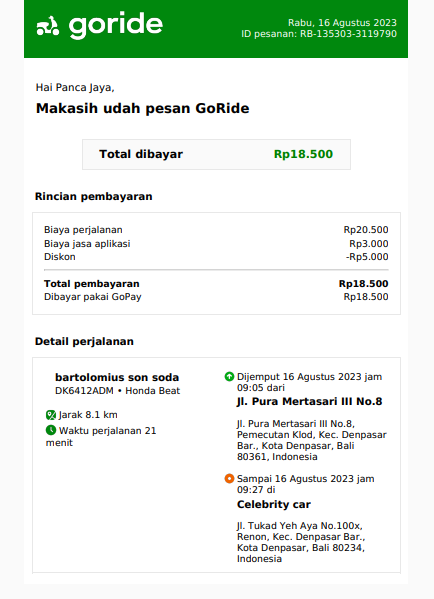 goride
Rabu, 16 Agustus 2023
ID pesanan: RB-135303-3119790
Hai Panca Jaya,
Makasih udah pesan GoRide
Total dibayar Rp18.500
Rincian pembayaran
Biaya perjalanan Rp20.500
Biaya jasa aplikasi Rp3.000
Diskon -Rp5.000
Total pembayaran Rp18.500
Dibayar pakai GoPay Rp18.500
Detail perjalanan
bartolomius son soda
DK6412ADM • Honda Beat
Jarak 8.1 km
Waktu perjalanan 21
menit
Dijemput 16 Agustus 2023 jam
09:05 dari
Jl. Pura Mertasari III No.8
Jl. Pura Mertasari III No.8,
Pemecutan Klod, Kec. Denpasar
Bar., Kota Denpasar, Bali
80361, Indonesia
Sampai 16 Agustus 2023 jam
09:27 di
Celebrity car
Jl. Tukad Yeh Aya No.100x,
Renon, Kec. Denpasar Bar.,
Kota Denpasar, Bali 80234,
Indonesia